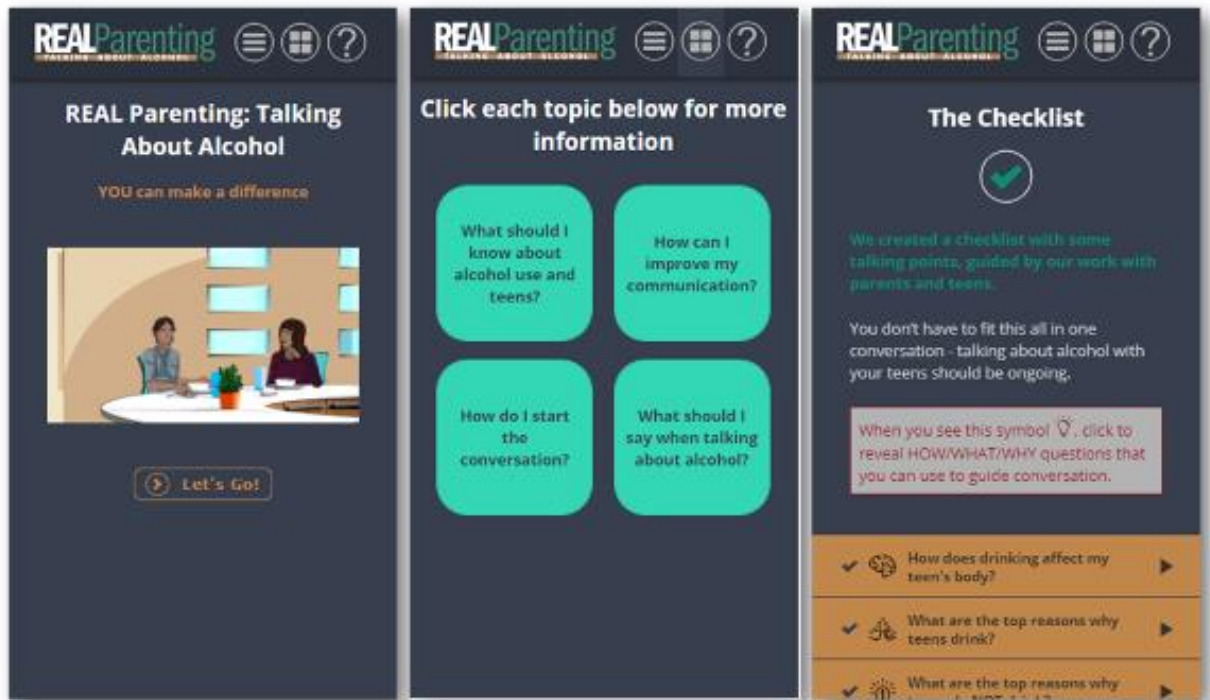 REALParenting
TALKING ABOUT ALCOHOL
REAL Parenting: Talking
About Alcohol
YOU can make a difference
Let's Go!
REALParenting
TALKING ABOUT ALCOHOL
Click each topic below for more
information
What should I
know about
alcohol use and
teens?
How can I
improve my
communication?
How do I start
the
conversation?
What should I
say when talking
about alcohol?
REALParenting
TALKING ABOUT ALCOHOL
The Checklist
We created a checklist with some
talking points, guided by our work with
parents and teens.
You don't have to fit this all in one
conversation - talking about alcohol with
your teens should be ongoing.
When you see this symbol , click to
reveal HOW/WHAT/WHY questions that
you can use to guide conversation.
How does drinking affect my
teen's body?
What are the top reasons why
teens drink?
What are the top reasons why